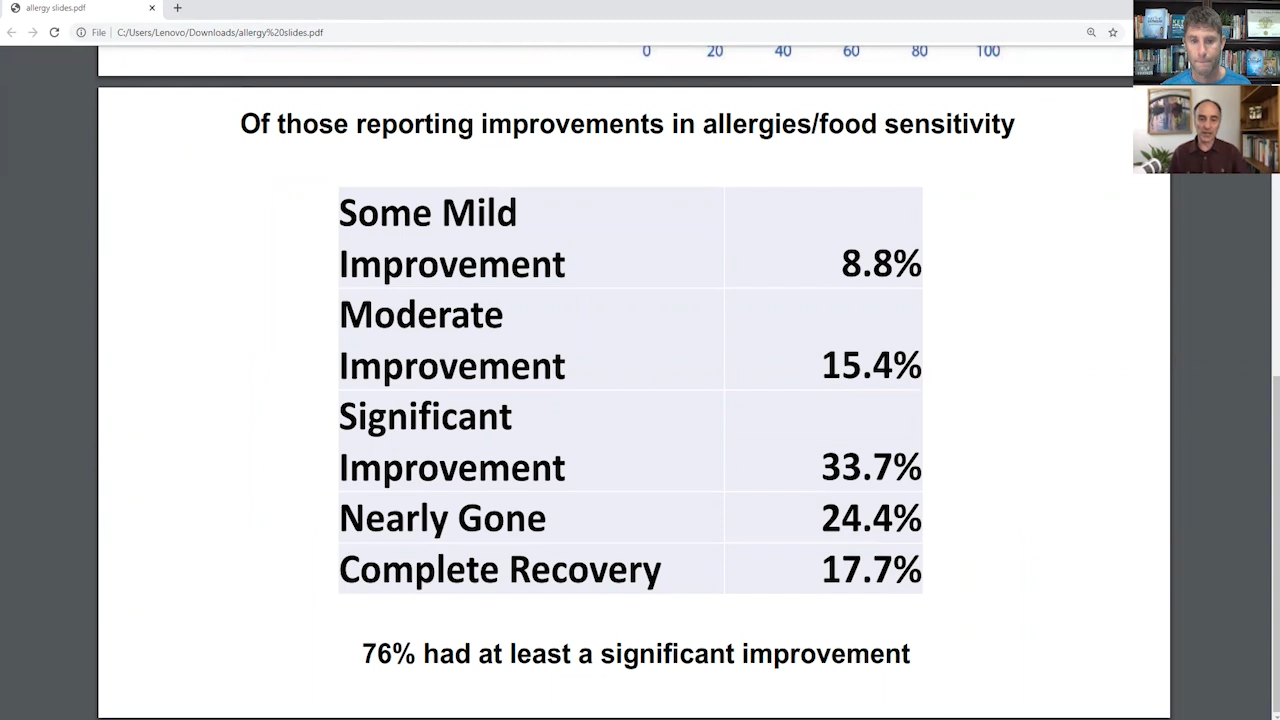 allergy slides.pdf
File
C:/Users/Lenovo/Downloads/allergy%20slides.pdf
0 20 40 60 80 100
Of those reporting improvements in allergies/food sensitivity
Some Mild
Improvement 8.8%
Moderate
Improvement 15.4%
Significant
Improvement 33.7%
Nearly Gone 24.4%
Complete Recovery 17.7%
76% had at least a significant improvement